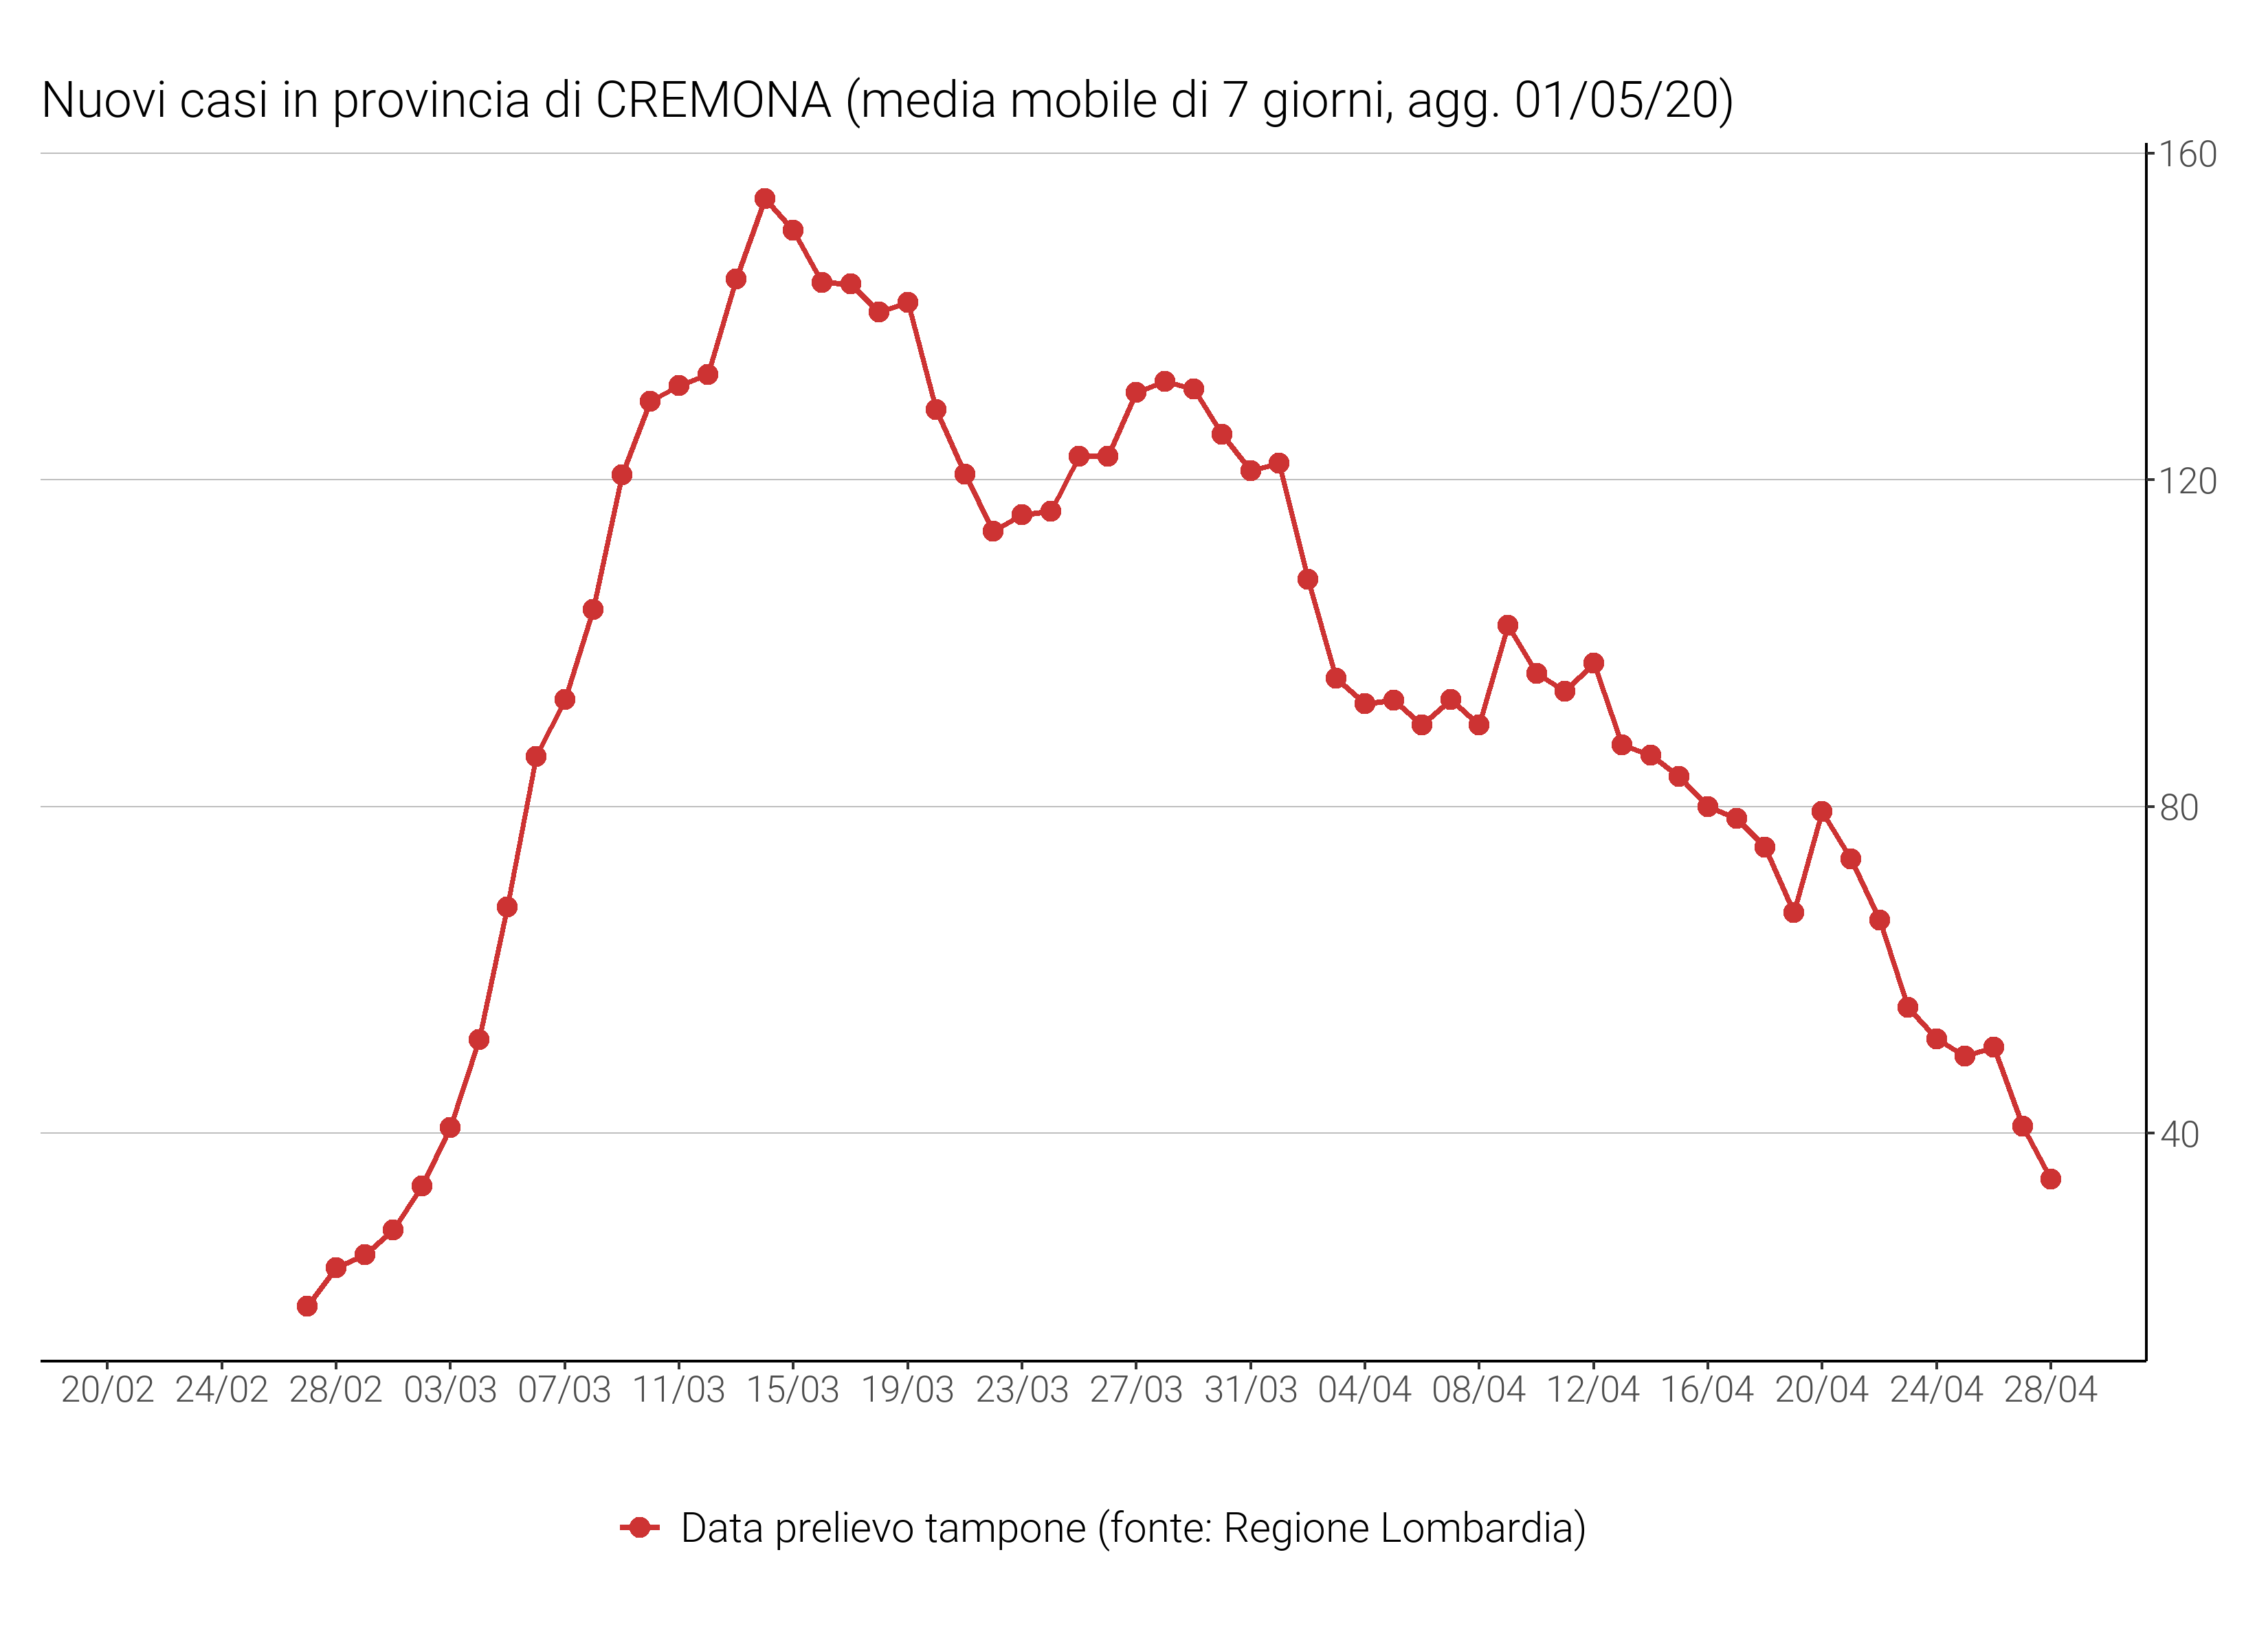 Nuovi casi in provincia di CREMONA (media mobile di 7 giorni, agg. 01/05/20)
160
120
80
40
20/02 24/02 28/02 03/03 07/03 11/03 15/03 19/03 23/03 27/03 31/03 04/04 08/04 12/04 16/04 20/04 24/04 28/04
Data prelievo tampone (fonte: Regione Lombardia)